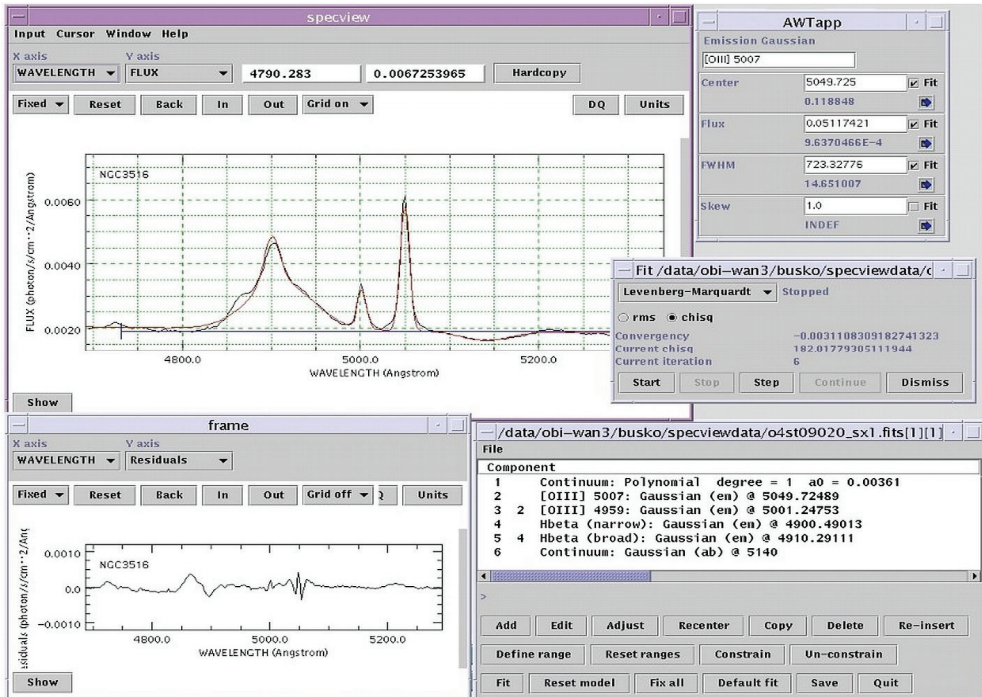 specview
Input Cursor Window Help
X axis Y axis
WAVELENGTH FLUX 4790.283 0.0067253965 Hardcopy
Fixed Reset Back In Out Grid on DQ Units
NGC3516
FLUX (photon/s/cm**2/Angstrom)
0.0060
0.0040
0.0020
4800.0 5000.0 5200.0
WAVELENGTH (Angstrom)
Show
AWTapp
Emission Gaussian
[OIII] 5007
Center 5049.725 Fit
0.118848
Flux 0.05117421 Fit
9.6370466E-4
FWHM 723.32776 Fit
14.651007
Skew 1.0 Fit
INDEF
Fit /data/obi-wan3/busko/specviewdata/
Levenberg-Marquardt Stopped
rms chisq
Convergency -0.0031108309182741323
Current chisq 182.01779305111944
Current iteration 6
Start Stop Step Continue Dismiss
frame
X axis Y axis
WAVELENGTH Residuals
Fixed Reset Back In Out Grid off Units
NGC3516
siduals (photon/s/cm**2/An
0.0010
0.0
-0.0010
4800.0 5000.0 5200.0
WAVELENGTH (Angstrom)
Show
/data/obi-wan3/busko/specviewdata/o4st09020_sx1.fits[1][1]
File
Component
1 Continuum: Polynomial degree = 1 a0 = 0.00361
2 [OIII] 5007: Gaussian (em) @ 5049.72489
3 2 [OIII] 4959: Gaussian (em) @ 5001.24753
4 Hbeta (narrow): Gaussian (em) @ 4900.49013
5 4 Hbeta (broad): Gaussian (em) @ 4910.29111
6 Continuum: Gaussian (ab) @ 5140
>
Add Edit Adjust Recenter Copy Delete Re-insert
Define range Reset ranges Constrain Un-constrain
Fit Reset model Fix all Default fit Save Quit